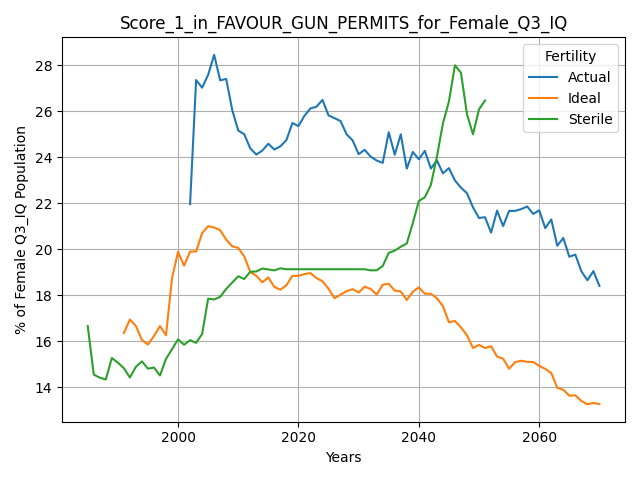 Score_1_in_FAVOUR_GUN_PERMITS_for_Female_Q3_IQ
Fertility
Actual
Ideal
Sterile
% of Female Q3_IQ Population
28
26
24
22
20
18
16
14
2000
2020
2040
2060
Years